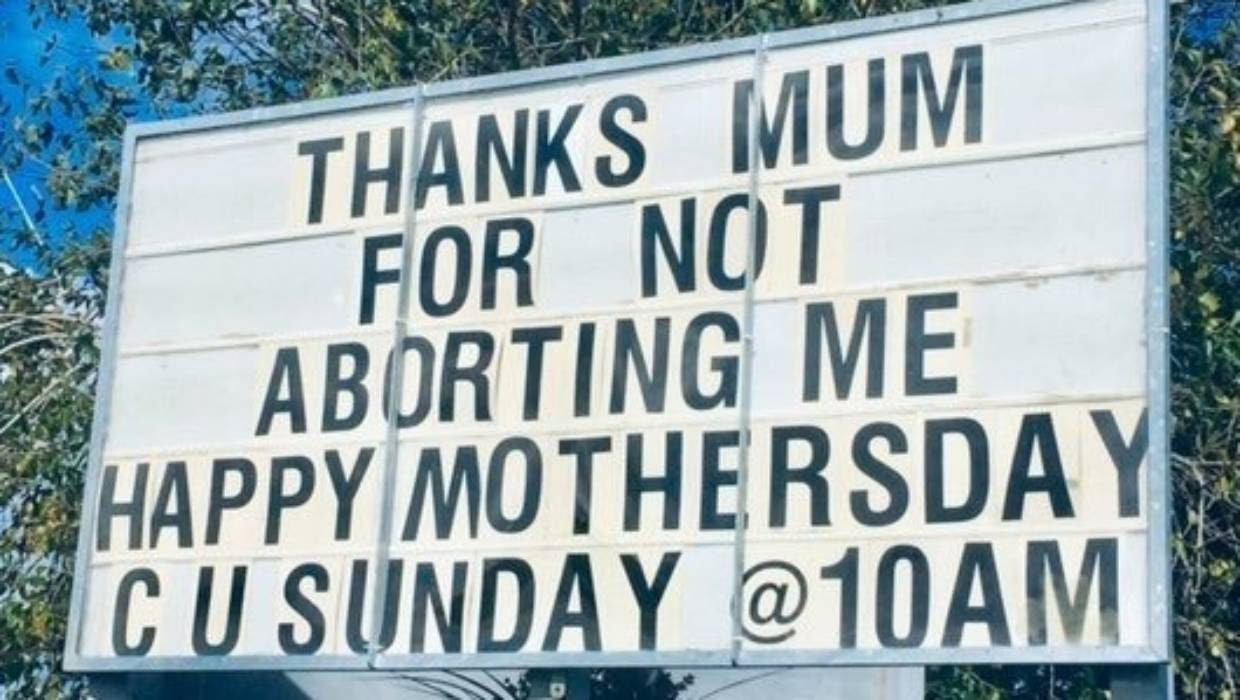 THANKS MUM
FOR NOT
ABORTING ME
HAPPY MOTHERSDAY
C U SUNDAY @10AM